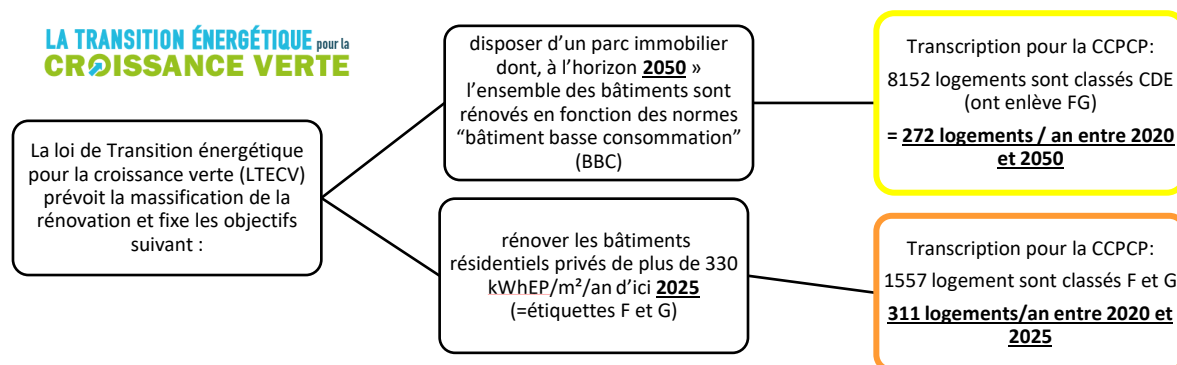 LA TRANSITION ÉNERGÉTIQUE pour la
CROISSANCE VERTE
La loi de Transition énergétique
pour la croissance verte (LTECV)
prévoit la massification de la
rénovation et fixe les objectifs
suivant :
disposer d’un parc immobilier
dont, à l’horizon 2050 »
l’ensemble des bâtiments sont
rénovés en fonction des normes
“bâtiment basse consommation”
(BBC)
Transcription pour la CCPCP:
8152 logements sont classés CDE
(ont enlève FG)
= 272 logements / an entre 2020
et 2050
rénover les bâtiments
résidentiels privés de plus de 330
kWhEP/m²/an d’ici 2025
(=étiquettes F et G)
Transcription pour la CCPCP:
1557 logement sont classés F et G
311 logements/an entre 2020 et
2025